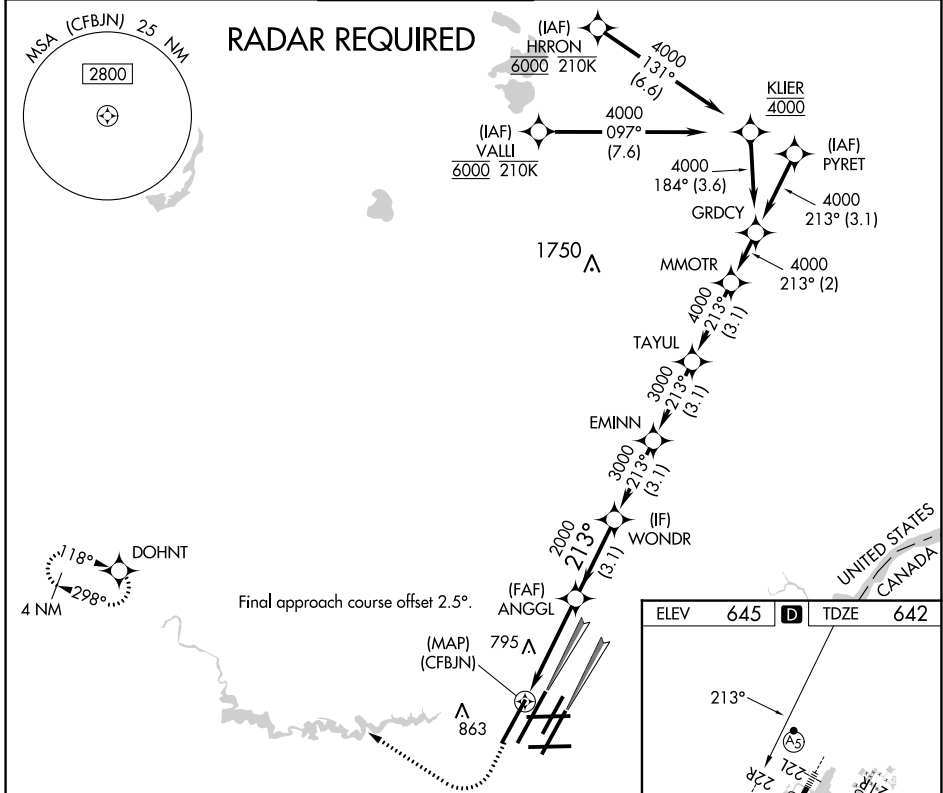 MSA (CFBJN) 25 NM
2800
RADAR REQUIRED
(IAF)
HRRON
6000 210K
4000
131°
(6.6)
KLIER
4000
(IAF)
VALLI
6000 210K
4000
097°
(7.6)
(IAF)
PYRET
4000
184° (3.6)
4000
213° (3.1)
GRDCY
1750
MMOTR
4000
213° (2)
4000
213°
(3.1)
TAYUL
3000
213°
(3.1)
EMINN
3000
213°
(3.1)
(IF)
WONDR
2000
213°
(3.1)
DOHNT
118°
298°
4 NM
Final approach course offset 2.5°.
(FAF)
ANGGL
(MAP)
(CFBJN)
795
863
UNITED STATES
CANADA
ELEV 645 D TDZE 642
213°
A5
22R
22L